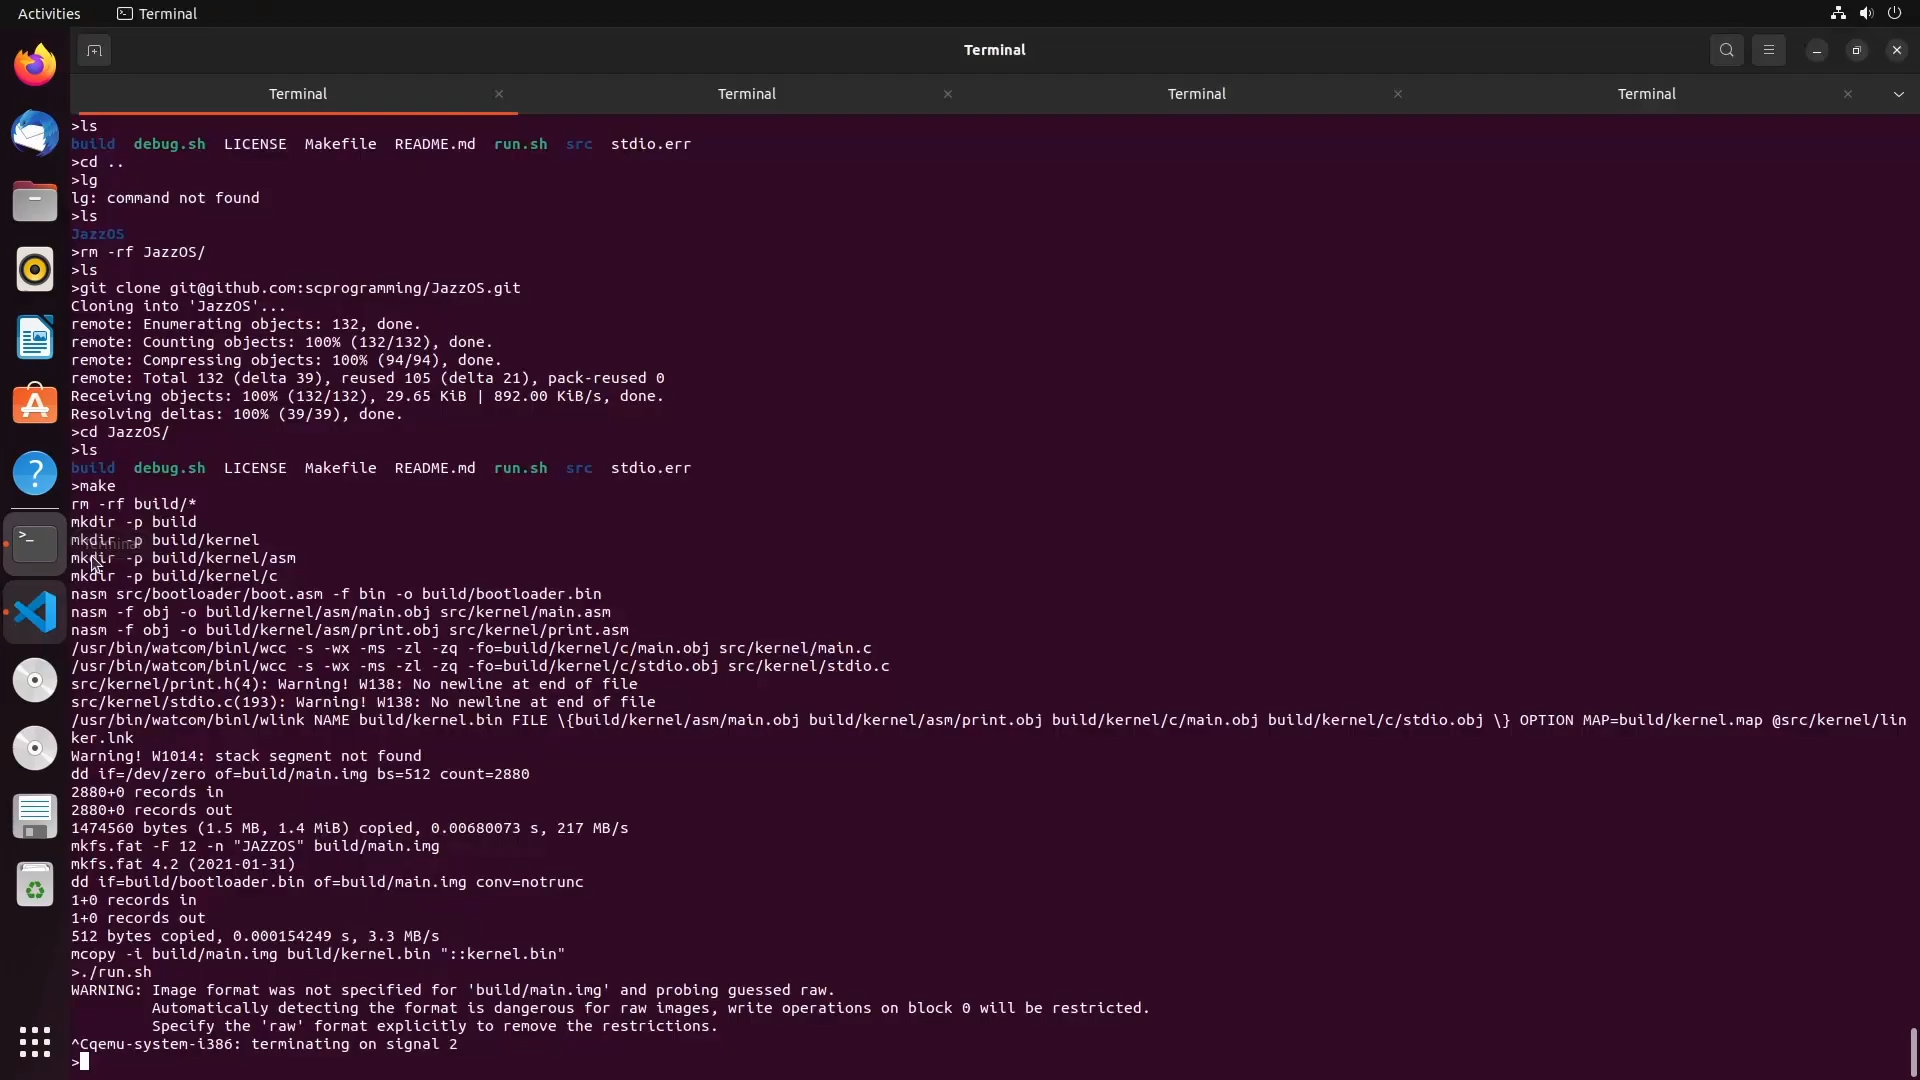 Activities Terminal
Terminal
Terminal Terminal Terminal Terminal
>ls
build debug.sh LICENSE Makefile README.md run.sh src stdio.err
>cd ..
>lg
lg: command not found
>ls
JazzOS
>rm -rf JazzOS/
>ls
>git clone git@github.com:scprogramming/JazzOS.git
Cloning into 'JazzOS'...
remote: Enumerating objects: 132, done.
remote: Counting objects: 100% (132/132), done.
remote: Compressing objects: 100% (94/94), done.
remote: Total 132 (delta 39), reused 105 (delta 21), pack-reused 0
Receiving objects: 100% (132/132), 29.65 KiB | 892.00 KiB/s, done.
Resolving deltas: 100% (39/39), done.
>cd JazzOS/
>ls
build debug.sh LICENSE Makefile README.md run.sh src stdio.err
>make
rm -rf build/*
mkdir -p build
mkdir -p build/kernel
Terminal
mkdir -p build/kernel/asm
mkdir -p build/kernel/c
nasm src/bootloader/boot.asm -f bin -o build/bootloader.bin
nasm -f obj -o build/kernel/asm/main.obj src/kernel/main.asm
nasm -f obj -o build/kernel/asm/print.obj src/kernel/print.asm
/usr/bin/watcom/binl/wcc -s -wx -ms -zl -zq -fo=build/kernel/c/main.obj src/kernel/main.c
/usr/bin/watcom/binl/wcc -s -wx -ms -zl -zq -fo=build/kernel/c/stdio.obj src/kernel/stdio.c
src/kernel/print.h(4): Warning! W138: No newline at end of file
src/kernel/stdio.c(193): Warning! W138: No newline at end of file
/usr/bin/watcom/binl/wlink NAME build/kernel.bin FILE \{build/kernel/asm/main.obj build/kernel/asm/print.obj build/kernel/c/main.obj build/kernel/c/stdio.obj \} OPTION MAP=build/kernel.map @src/kernel/lin
ker.lnk
Warning! W1014: stack segment not found
dd if=/dev/zero of=build/main.img bs=512 count=2880
2880+0 records in
2880+0 records out
1474560 bytes (1.5 MB, 1.4 MiB) copied, 0.00680073 s, 217 MB/s
mkfs.fat -F 12 -n "JAZZOS" build/main.img
mkfs.fat 4.2 (2021-01-31)
dd if=build/bootloader.bin of=build/main.img conv=notrunc
1+0 records in
1+0 records out
512 bytes copied, 0.000154249 s, 3.3 MB/s
mcopy -i build/main.img build/kernel.bin "::kernel.bin"
>./run.sh
WARNING: Image format was not specified for 'build/main.img' and probing guessed raw.
Automatically detecting the format is dangerous for raw images, write operations on block 0 will be restricted.
Specify the 'raw' format explicitly to remove the restrictions.
^Cqemu-system-i386: terminating on signal 2
>